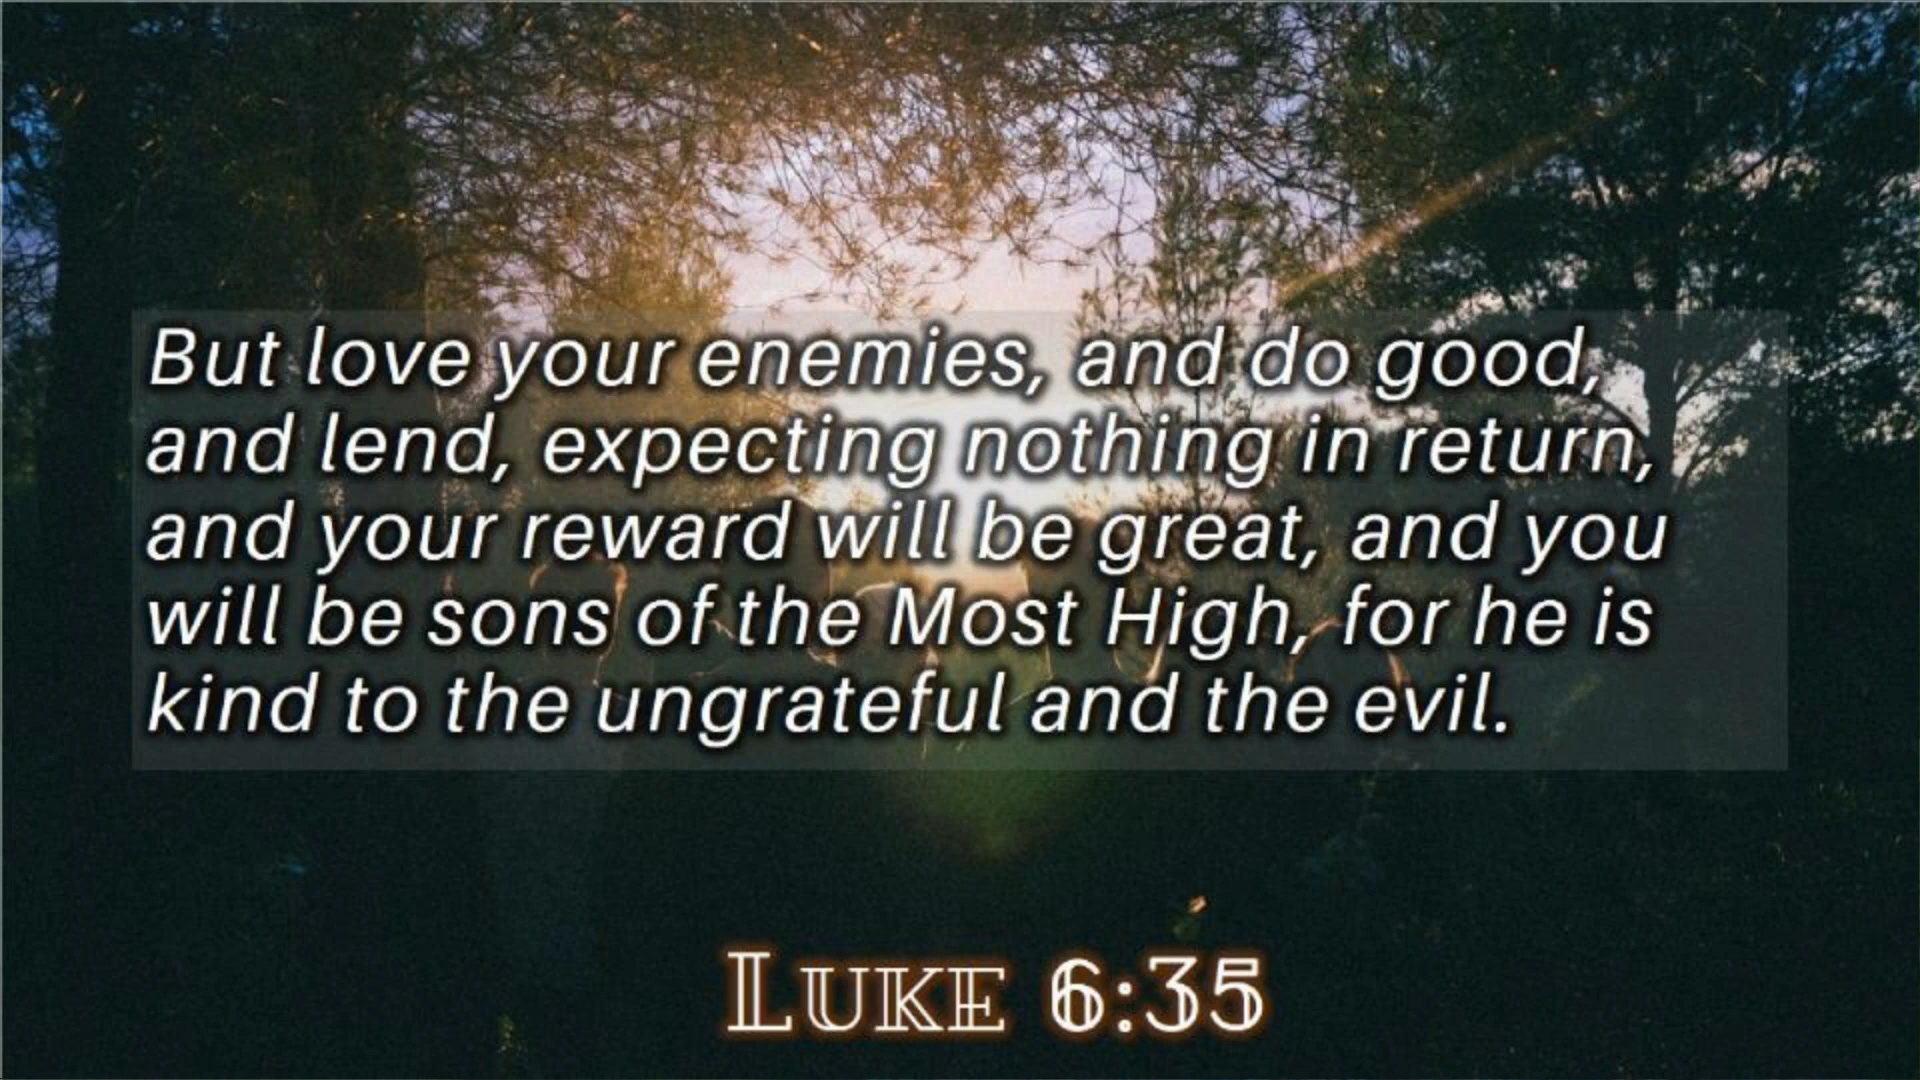 But love your enemies, and do good,
and lend, expecting nothing in return,
and your reward will be great, and you
will be sons of the Most High, for he is
kind to the ungrateful and the evil.
LUKE 6:35